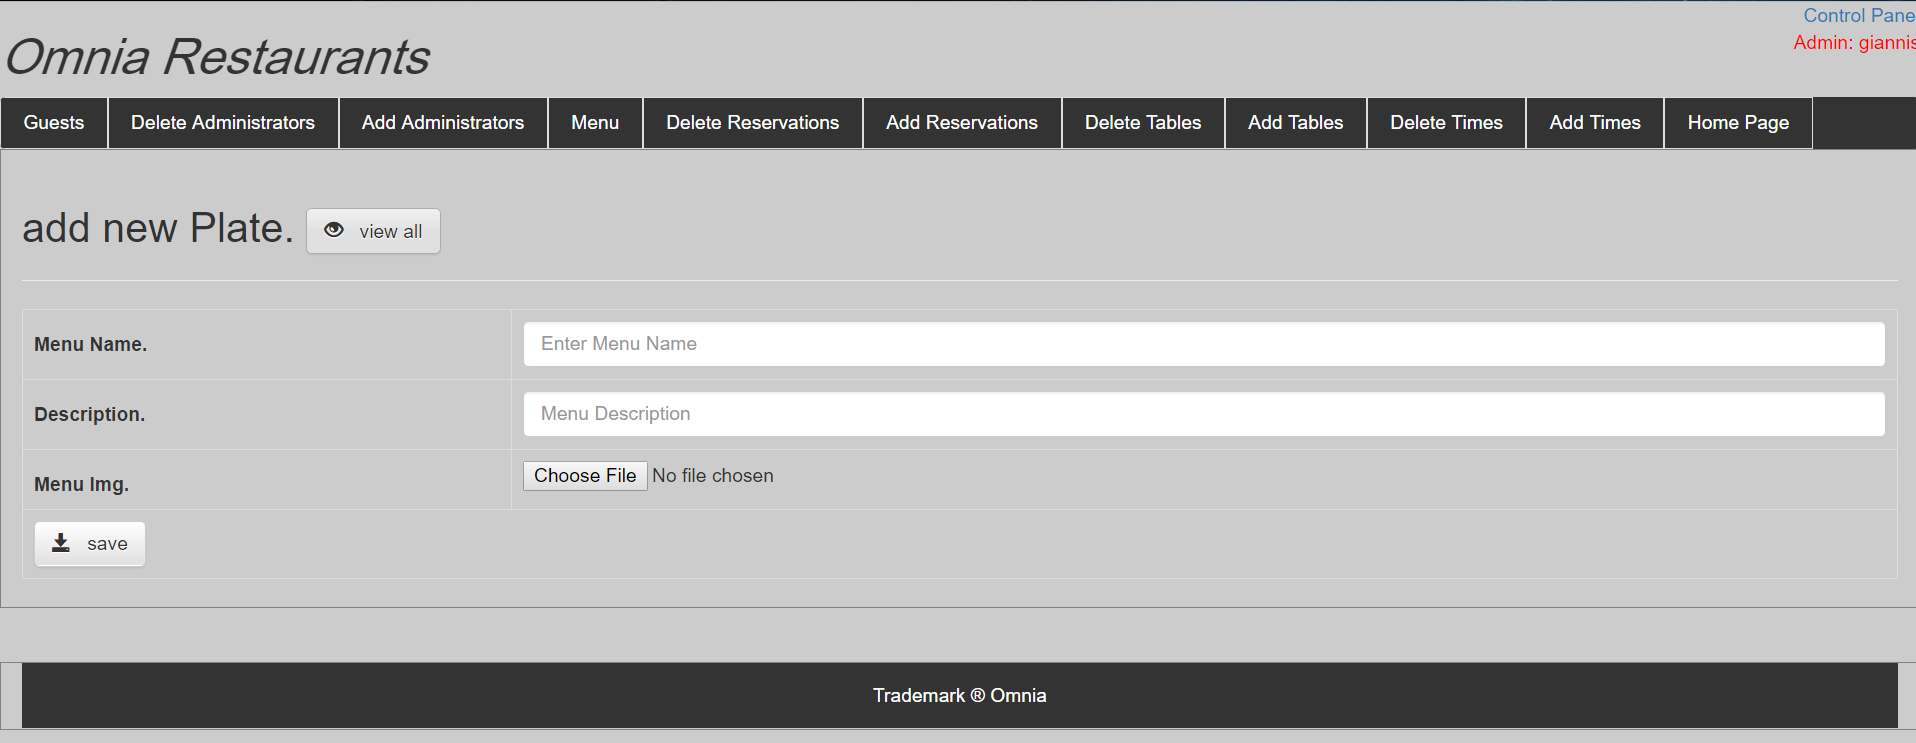 Control Pane
Omnia Restaurants
Admin: giannis
Guests Delete Administrators Add Administrators Menu Delete Reservations Add Reservations Delete Tables Add Tables Delete Times Add Times Home Page
add new Plate. view all
Menu Name. Enter Menu Name
Description. Menu Description
Menu Img. Choose File No file chosen
save
Trademark ® Omnia